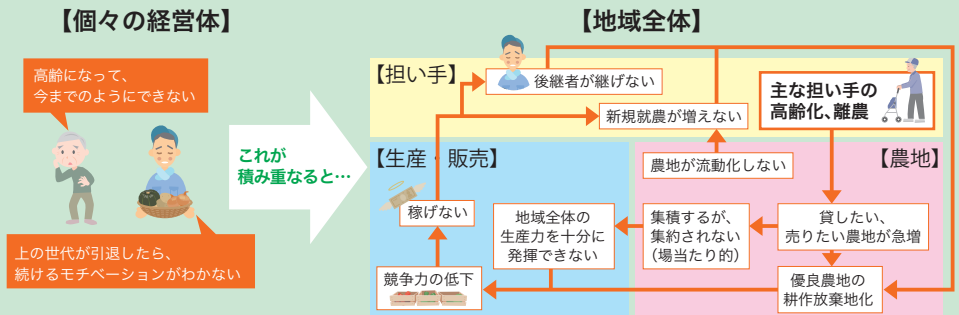 【個々の経営体】
高齢になって、
今までのようにできない
上の世代が引退したら、
続けるモチベーションがわかない
これが
積み重なると…
【地域全体】
【担い手】
後継者が継げない
新規就農が増えない
主な担い手の
高齢化、離農
【生産・販売】
稼げない
競争力の低下
地域全体の
生産力を十分に
発揮できない
【農地】
農地が流動化しない
集積するが、
集約されない
(場当たり的)
貸したい、
売りたい農地が急増
優良農地の
耕作放棄地化